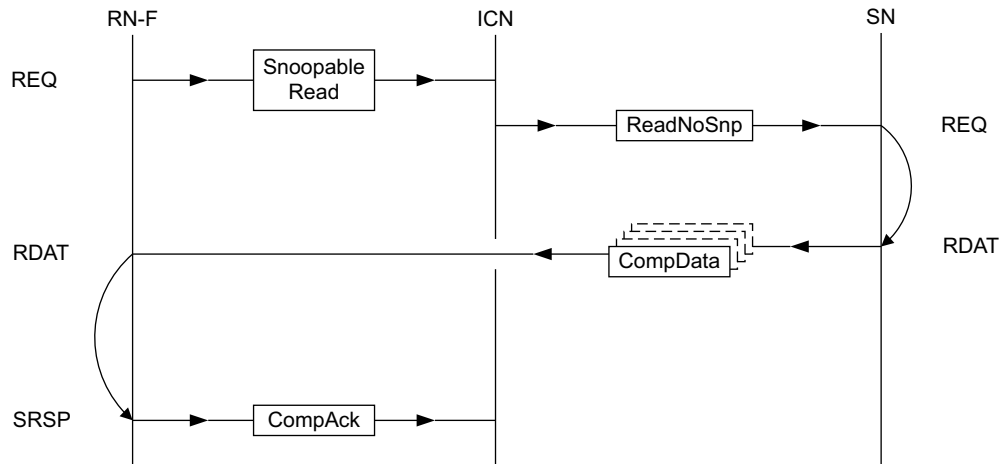 RN-F
ICN
SN
REQ
Snoopable
Read
ReadNoSnp
REQ
RDAT
CompData
RDAT
SRSP
CompAck